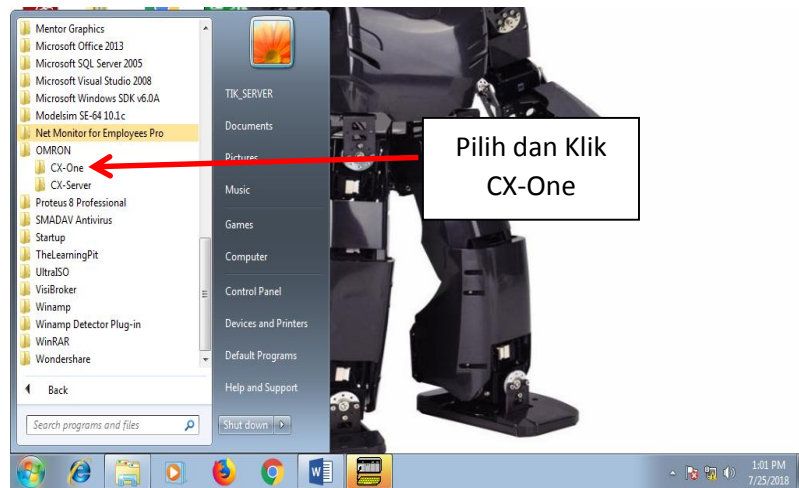 Mentor Graphics
Microsoft Office 2013
Microsoft SQL Server 2005
Microsoft Visual Studio 2008
Microsoft Windows SDK v6.0A
Modelsim SE-64 10.1c
Net Monitor for Employees Pro
OMRON
CX-One
CX-Server
Proteus 8 Professional
SMADAV Antivirus
Startup
TheLearningPit
UltraISO
VisiBroker
Winamp
Winamp Detector Plug-in
WinRAR
Wondershare
Back
Search programs and files
TIK_SERVER
Documents
Pictures
Music
Games
Computer
Control Panel
Devices and Printers
Default Programs
Help and Support
Shut down
Pilih dan Klik
CX-One
1:01 PM
7/25/2018